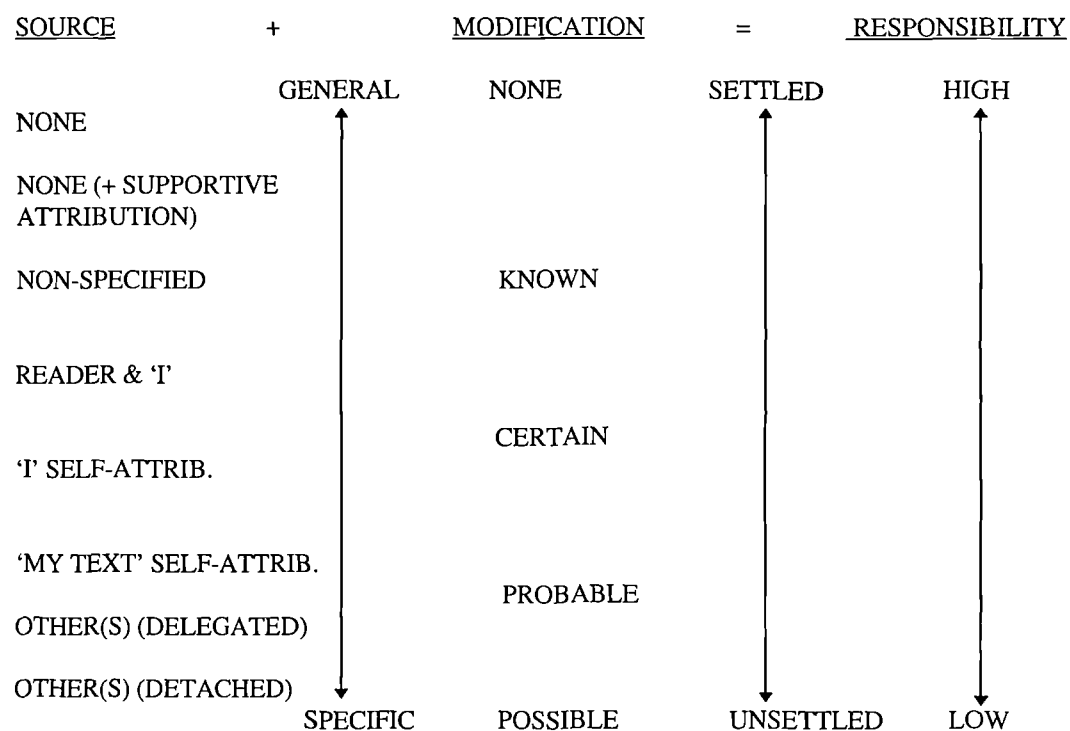 SOURCE + MODIFICATION = RESPONSIBILITY
GENERAL NONE SETTLED HIGH
NONE
NONE (+ SUPPORTIVE
ATTRIBUTION)
NON-SPECIFIED KNOWN
READER & ‘I’
CERTAIN
‘I’ SELF-ATTRIB.
‘MY TEXT’ SELF-ATTRIB.
PROBABLE
OTHER(S) (DELEGATED)
OTHER(S) (DETACHED)
SPECIFIC POSSIBLE UNSETTLED LOW